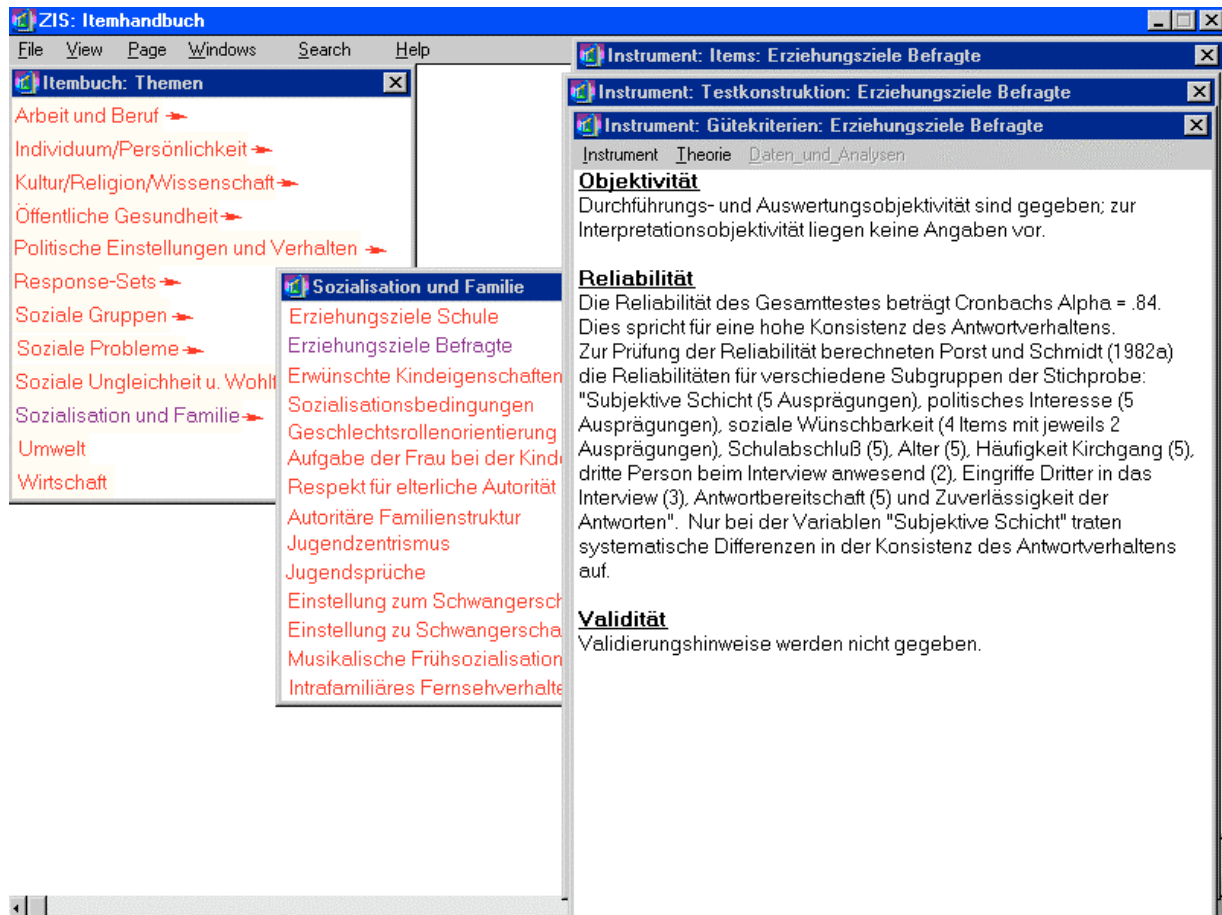 ZIS: Itemhandbuch
File View Page Windows Search Help
Itembuch: Themen
Arbeit und Beruf
Individuum/Persönlichkeit
Kultur/Religion/Wissenschaft
Öffentliche Gesundheit
Politische Einstellungen und Verhalten
Response-Sets
Soziale Gruppen
Soziale Probleme
Soziale Ungleichheit u. Wohlf
Sozialisation und Familie
Umwelt
Wirtschaft
Sozialisation und Familie
Erziehungsziele Schule
Erziehungsziele Befragte
Erwünschte Kindeigenschaften
Sozialisationsbedingungen
Geschlechtsrollenorientierung
Aufgabe der Frau bei der Kinde
Respekt für elterliche Autorität
Autoritäre Familienstruktur
Jugendzentrismus
Jugendsprüche
Einstellung zum Schwangersch
Einstellung zu Schwangerscha
Musikalische Frühsozialisation
Intrafamiliäres Fernsehverhalte
Instrument: Items: Erziehungsziele Befragte
Instrument: Testkonstruktion: Erziehungsziele Befragte
Instrument: Gütekriterien: Erziehungsziele Befragte
Instrument Theorie Daten_und_Analysen
Objektivität
Durchführungs- und Auswertungsobjektivität sind gegeben; zur
Interpretationsobjektivität liegen keine Angaben vor.
Reliabilität
Die Reliabilität des Gesamttestes beträgt Cronbachs Alpha = .84.
Dies spricht für eine hohe Konsistenz des Antwortverhaltens.
Zur Prüfung der Reliabilität berechneten Porst und Schmidt (1982a)
die Reliabilitäten für verschiedene Subgruppen der Stichprobe:
"Subjektive Schicht (5 Ausprägungen), politisches Interesse (5
Ausprägungen), soziale Wünschbarkeit (4 Items mit jeweils 2
Ausprägungen), Schulabschluß (5), Alter (5), Häufigkeit Kirchgang (5),
dritte Person beim Interview anwesend (2), Eingriffe Dritter in das
Interview (3), Antwortbereitschaft (5) und Zuverlässigkeit der
Antworten". Nur bei der Variablen "Subjektive Schicht" traten
systematische Differenzen in der Konsistenz des Antwortverhaltens
auf.
Validität
Validierungshinweise werden nicht gegeben.